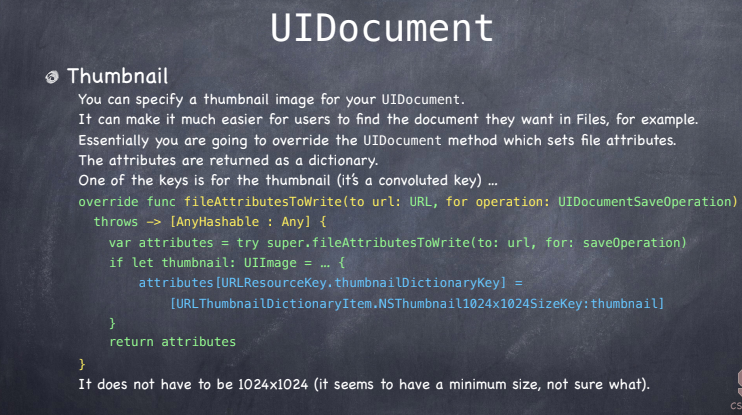 UIDocument
Thumbnail
You can specify a thumbnail image for your UIDocument.
It can make it much easier for users to find the document they want in Files, for example.
Essentially you are going to override the UIDocument method which sets file attributes.
The attributes are returned as a dictionary.
One of the keys is for the thumbnail (it's a convoluted key) …
override func fileAttributesToWrite(to url: URL, for operation: UIDocumentSaveOperation)
throws -> [AnyHashable : Any] {
var attributes = try super.fileAttributesToWrite(to: url, for: saveOperation)
if let thumbnail: UIImage = … {
attributes[URLResourceKey.thumbnailDictionaryKey] =
[URLThumbnailDictionaryItem.NSThumbnail1024x1024SizeKey:thumbnail]
}
return attributes
}
It does not have to be 1024x1024 (it seems to have a minimum size, not sure what).